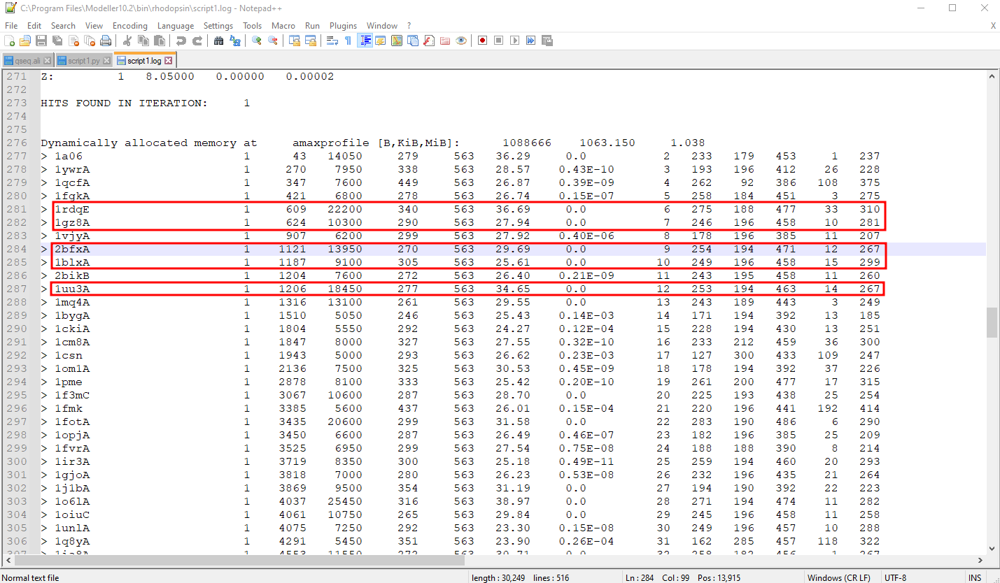 C:\Program Files\Modeller10.2\bin\rhodopsin\script1.log - Notepad++
File Edit Search View Encoding Language Settings Tools Macro Run Plugins Window ? X
qseq.ali script1.py script1.log
271 Z: 1 8.05000 0.00000 0.00002
272
273 HITS FOUND IN ITERATION: 1
274
275
276 Dynamically allocated memory at amaxprofile [B,KiB,MiB]: 1088666 1063.150 1.038
277 > 1a06 1 43 14050 279 563 36.29 0.0 2 233 179 453 1 237
278 > 1ywrA 1 270 7950 338 563 28.57 0.43E-10 3 193 196 412 26 228
279 > 1qcfA 1 347 7600 449 563 26.87 0.39E-09 4 262 92 386 108 375
280 > 1fgkA 1 421 6800 278 563 26.74 0.15E-07 5 258 184 451 3 275
281 > 1rdqE 1 609 22200 340 563 36.69 0.0 6 275 188 477 33 310
282 > 1gz8A 1 624 10300 290 563 27.94 0.0 7 246 196 458 10 281
283 > 1vjyA 1 907 6200 299 563 27.92 0.40E-06 8 178 196 385 11 207
284 > 2bfxA 1 1121 13950 270 563 29.69 0.0 9 254 194 471 12 267
285 > 1blxA 1 1187 9100 305 563 25.61 0.0 10 249 196 458 15 299
286 > 2bikB 1 1204 7600 272 563 26.40 0.21E-09 11 243 195 458 11 260
287 > 1uu3A 1 1206 18450 277 563 34.65 0.0 12 253 194 463 14 267
288 > 1mq4A 1 1316 13100 261 563 29.55 0.0 13 243 189 443 3 249
289 > 1bygA 1 1510 5050 246 563 25.43 0.14E-03 14 171 194 392 13 185
290 > 1ckiA 1 1804 5550 292 563 24.27 0.12E-04 15 228 194 430 13 251
291 > 1cm8A 1 1847 8000 327 563 27.55 0.32E-10 16 233 212 459 36 300
292 > 1csn 1 1943 5000 293 563 26.62 0.23E-03 17 127 300 433 109 247
293 > 1om1A 1 2136 7500 325 563 30.53 0.45E-09 18 178 194 392 37 226
294 > 1pme 1 2878 8100 333 563 25.42 0.20E-10 19 261 200 477 17 315
295 > 1f3mC 1 3067 10600 287 563 28.70 0.0 20 225 193 438 25 254
296 > 1fmk 1 3385 5600 437 563 26.01 0.15E-04 21 220 196 441 192 414
297 > 1fotA 1 3435 20600 299 563 31.58 0.0 22 283 190 486 6 290
298 > 1opjA 1 3450 6600 287 563 26.49 0.46E-07 23 182 196 385 25 209
299 > 1fvrA 1 3525 6950 299 563 27.54 0.75E-08 24 188 188 390 8 214
300 > 1ir3A 1 3719 8350 300 563 25.18 0.49E-11 25 259 194 460 20 293
301 > 1gjoA 1 3818 7000 280 563 26.23 0.53E-08 26 232 196 435 21 264
302 > 1j1bA 1 3869 9500 354 563 31.19 0.0 27 194 190 392 22 223
303 > 1o6lA 1 4037 25450 316 563 38.97 0.0 28 271 194 474 11 282
304 > 1oiuC 1 4061 10750 265 563 29.84 0.0 29 245 196 458 11 258
305 > 1unlA 1 4075 7250 292 563 23.30 0.15E-08 30 249 196 457 10 288
306 > 1q8yA 1 4291 5450 351 563 23.90 0.26E-04 31 162 285 457 118 322
Normal text file length : 30,249 lines : 516 Ln : 284 Col : 99 Pos : 13,915 Windows (CR LF) UTF-8 INS